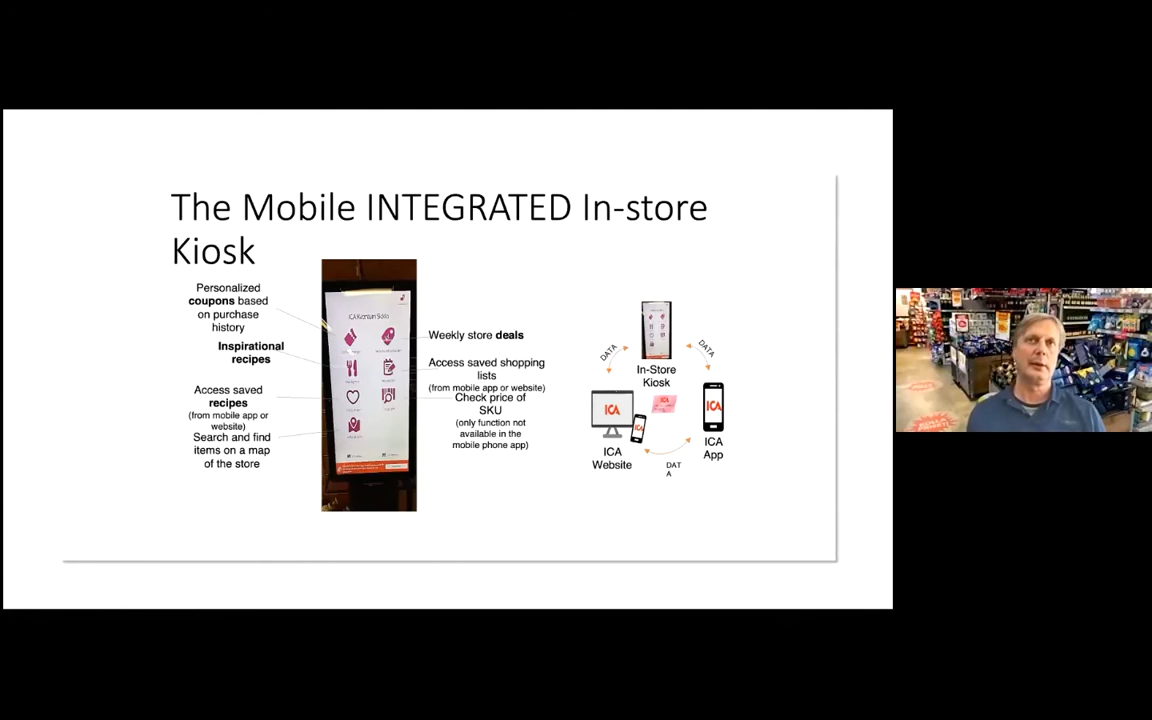 The Mobile INTEGRATED In-store
Kiosk
Personalized
coupons based
on purchase
history
Inspirational
recipes
Access saved
recipes
(from mobile app or
website)
Search and find
items on a map
of the store
Weekly store deals
Access saved shopping
lists
(from mobile app or website)
Check price of
SKU
(only function not
available in the
mobile phone app)
DATA
DATA
In-Store
Kiosk
ICA
ICA
ICA
ICA
ICA
Website
ICA
App
DAT
A